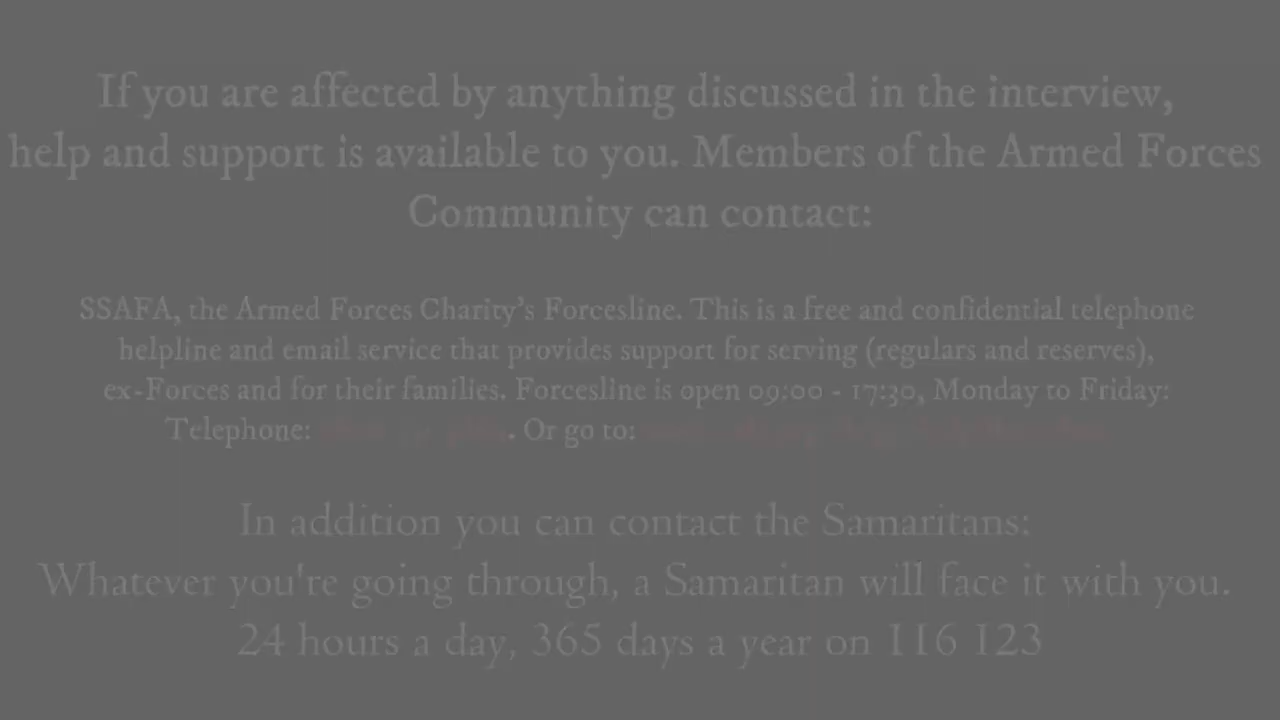 If you are affected by anything discussed in the interview,
help and support is available to you. Members of the Armed Forces
Community can contact:
SSAFA, the Armed Forces Charity's Forcesline. This is a free and confidential telephone
helpline and email service that provides support for serving (regulars and reserves),
ex-Forces and for their families. Forcesline is open 09:00 - 17:30, Monday to Friday:
Telephone: . Or go to:
In addition you can contact the Samaritans:
Whatever you're going through, a Samaritan will face it with you.
24 hours a day, 365 days a year on 116 123